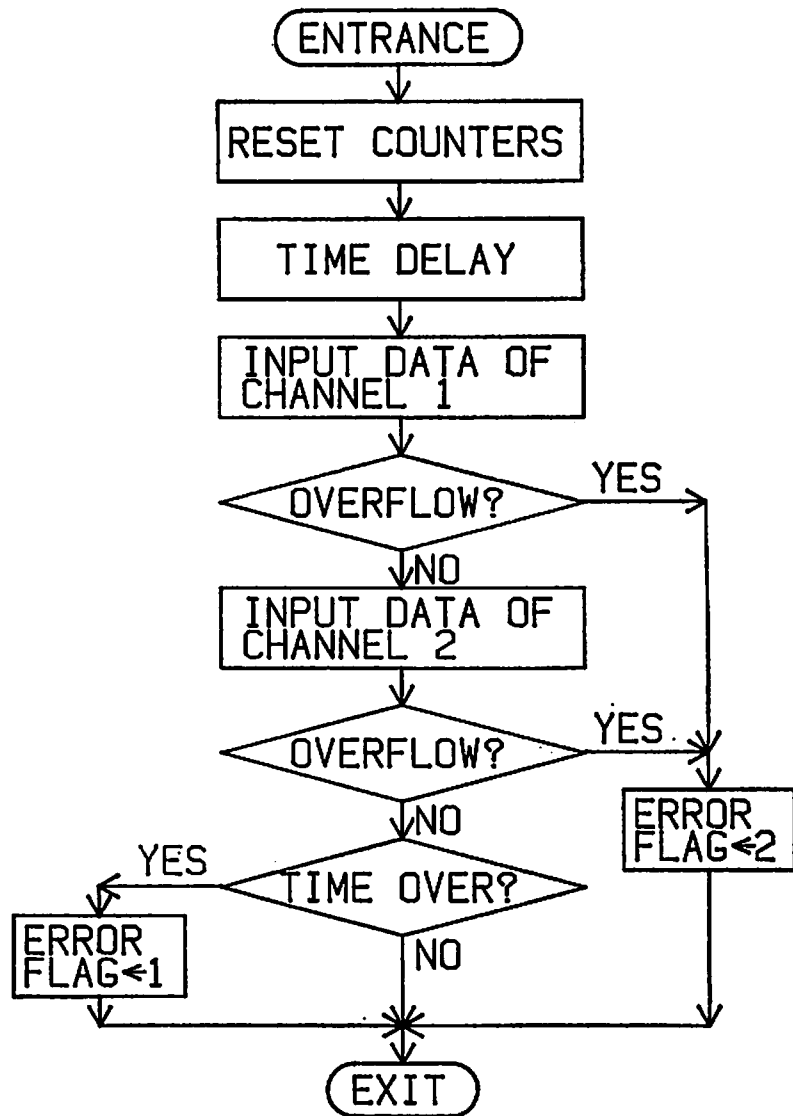 ENTRANCE
RESET COUNTERS
TIME DELAY
INPUT DATA OF
CHANNEL 1
OVERFLOW?
YES
NO
INPUT DATA OF
CHANNEL 2
OVERFLOW?
YES
NO
ERROR
FLAG←2
TIME OVER?
YES
NO
ERROR
FLAG←1
EXIT